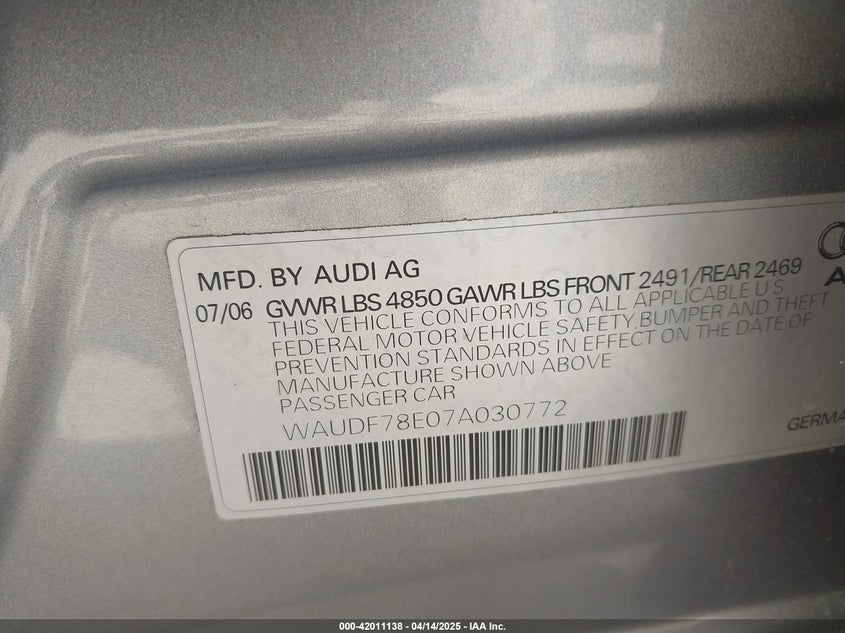 MFD. BY AUDI AG
07/06 GVWR LBS 4850 GAWR LBS FRONT 2491/REAR 2469
THIS VEHICLE CONFORMS TO ALL APPLICABLE U S
FEDERAL MOTOR VEHICLE SAFETY,BUMPER AND THEFT
PREVENTION STANDARDS IN EFFECT ON THE DATE OF
MANUFACTURE SHOWN ABOVE
PASSENGER CAR
WAUDF78E07A030772
000-42011138 - 04/14/2025 - IAA Inc.